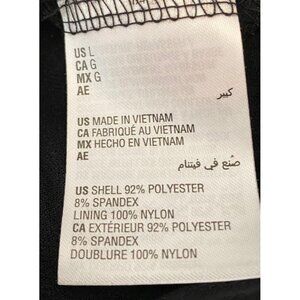 US L
CA G
MX G
AE
كبير
US MADE IN VIETNAM
CA FABRIQUÉ AU VIETNAM
MX HECHO EN VIETNAM
AE
صُنع في فيتنام
US SHELL 92% POLYESTER
8% SPANDEX
LINING 100% NYLON
CA EXTÉRIEUR 92% POLYESTER
8% SPANDEX
DOUBLURE 100% NYLON